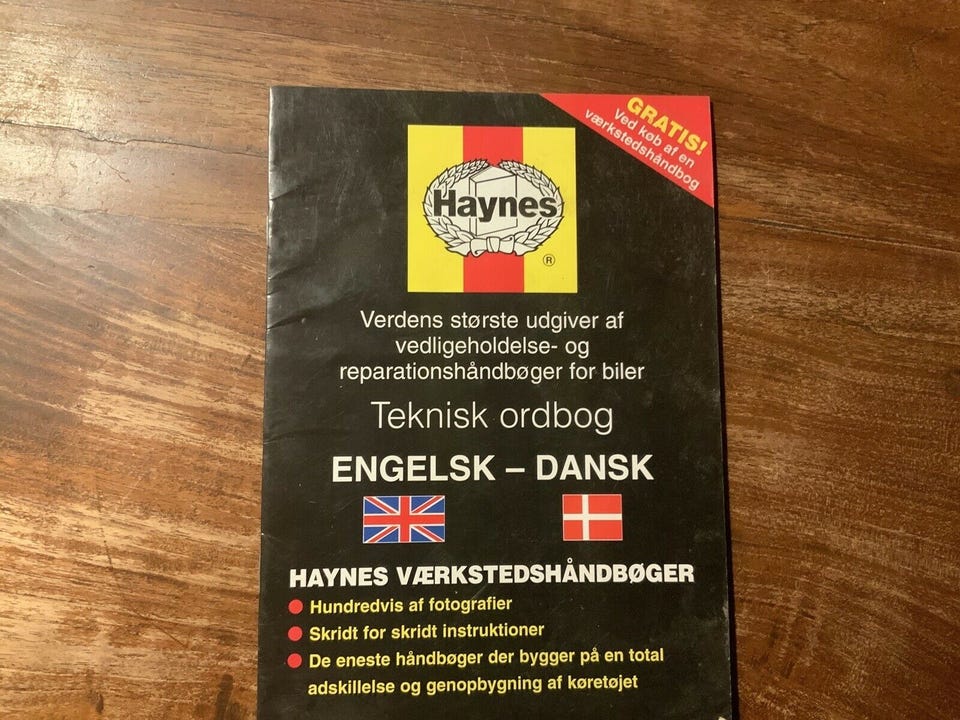 GRATIS!
Ved køb af en
værkstedshåndbog
Haynes
®
Verdens største udgiver af
vedligeholdelse- og
reparationshåndbøger for biler
Teknisk ordbog
ENGELSK – DANSK
HAYNES VÆRKSTEDSHÅNDBØGER
● Hundredvis af fotografier
● Skridt for skridt instruktioner
● De eneste håndbøger der bygger på en total
adskillelse og genopbygning af køretøjet